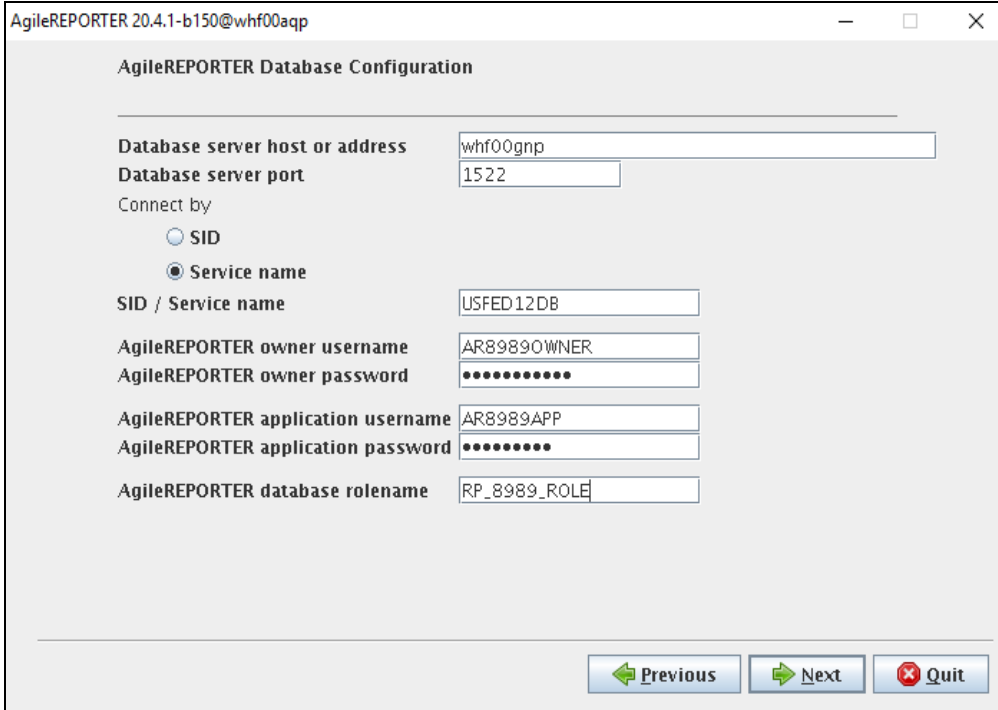 AgileREPORTER 20.4.1-b150@whf00aqp
AgileREPORTER Database Configuration
Database server host or address whf00gnp
Database server port 1522
Connect by
SID
Service name
SID / Service name USFED12DB
AgileREPORTER owner username AR8989OWNER
AgileREPORTER owner password •••••••••••
AgileREPORTER application username AR8989APP
AgileREPORTER application password •••••••••
AgileREPORTER database rolename RP_8989_ROLE
Previous Next Quit